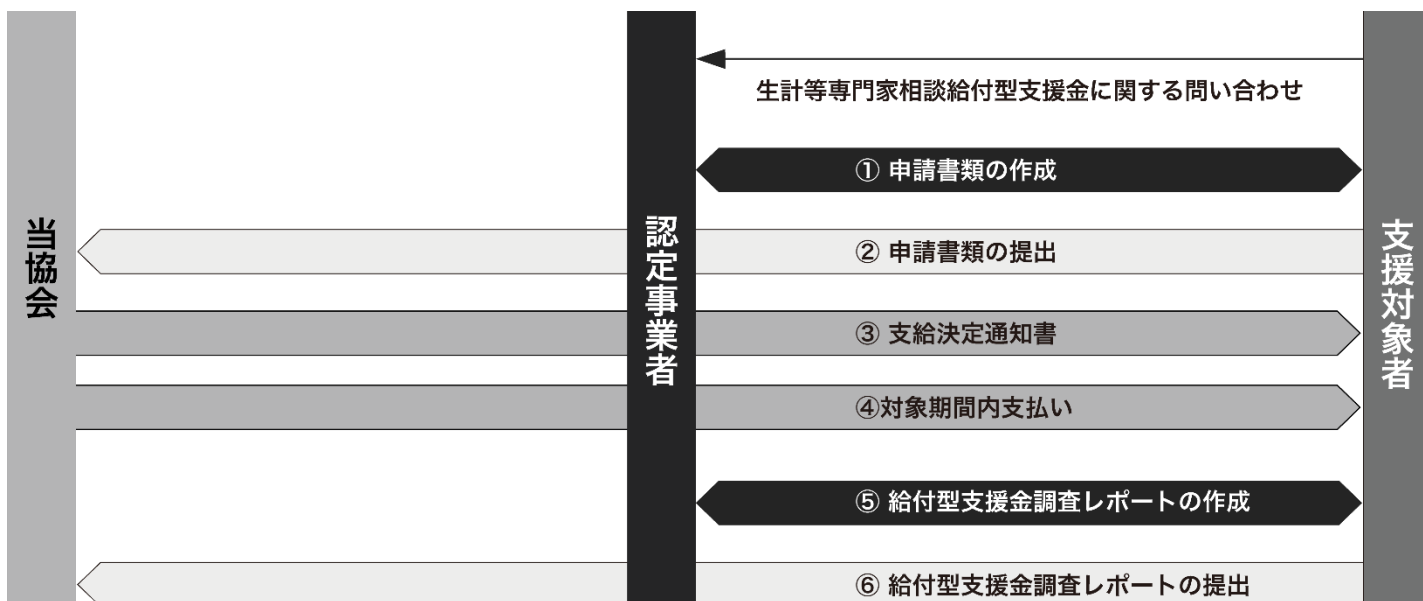 生計等専門家相談給付型支援金に関する問い合わせ
① 申請書類の作成
当協会
認定事業者
支援対象者
② 申請書類の提出
③ 支給決定通知書
④対象期間内支払い
⑤ 給付型支援金調査レポートの作成
⑥ 給付型支援金調査レポートの提出